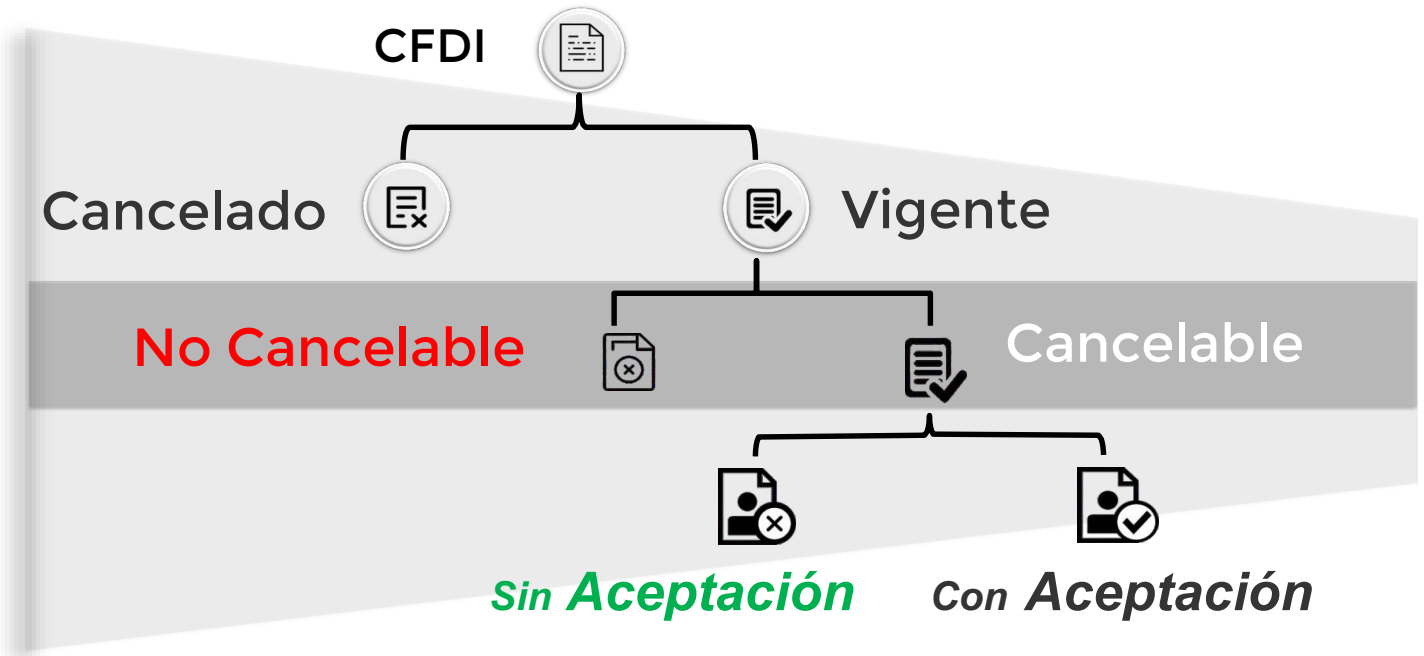 CFDI
Cancelado
Vigente
No Cancelable
Cancelable
Sin Aceptación
Con Aceptación